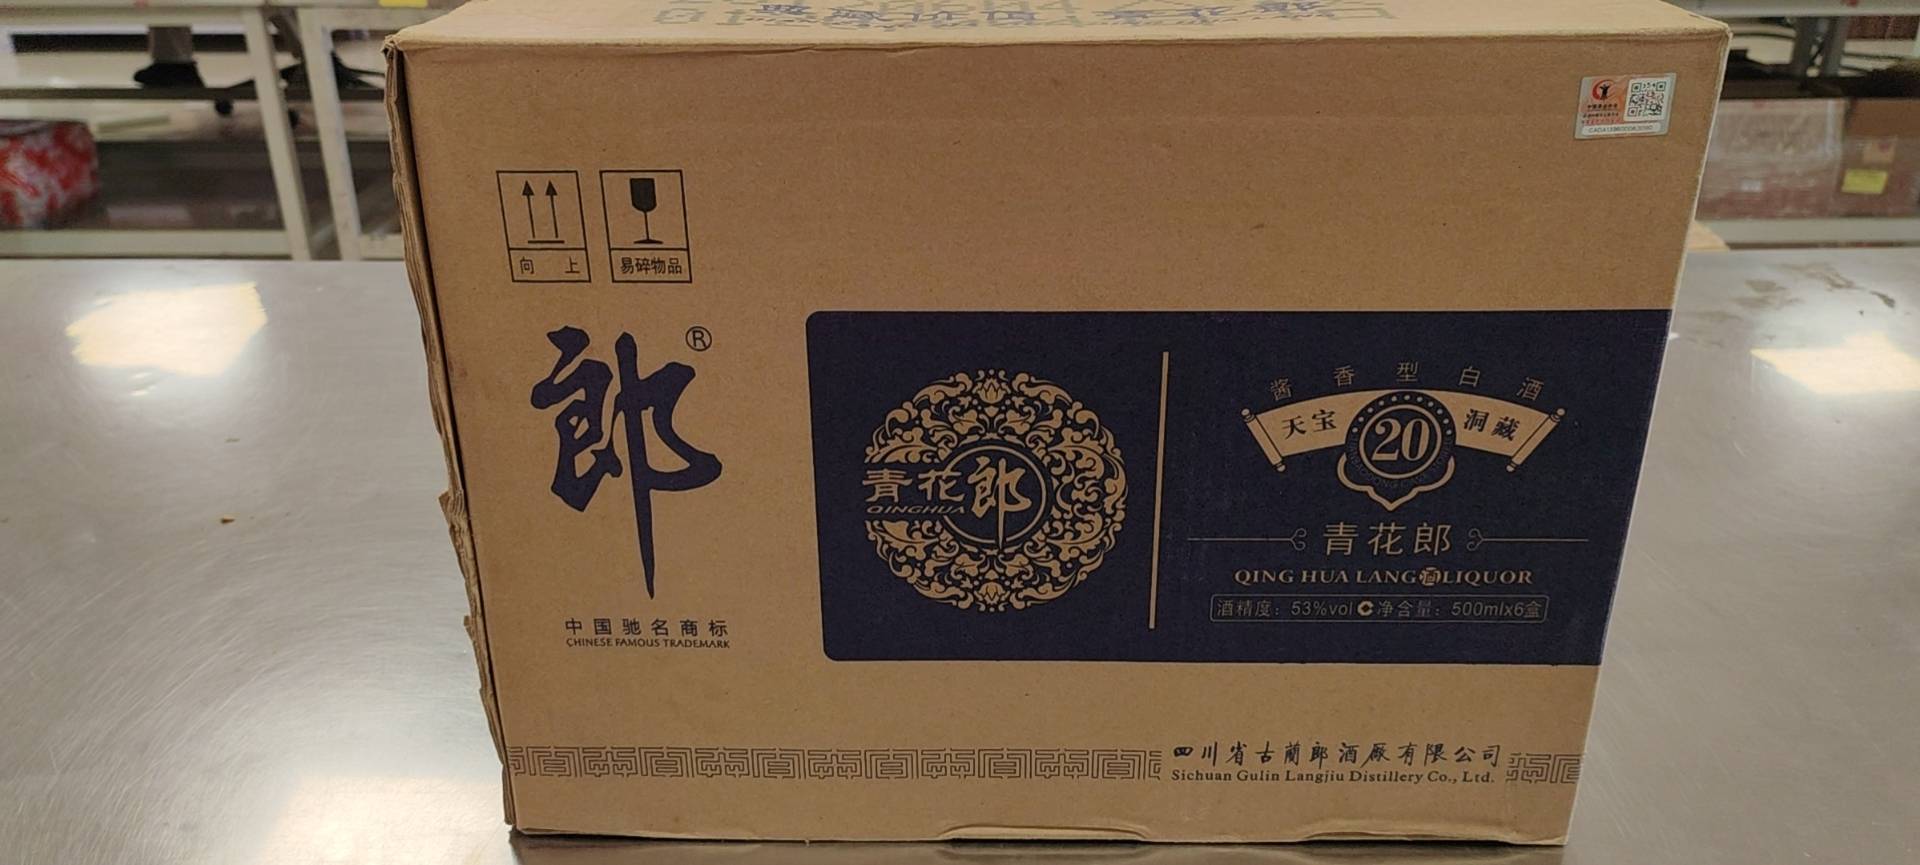 向 上
易碎物品
郎®
中国驰名商标
CHINESE FAMOUS TRADEMARK
青花郎
QINGHUA
酱香型白酒
天宝 20 洞藏
青花郎
QING HUA LANG 酒 LIQUOR
酒精度：53%vol 净含量：500mlx6盒
四川省古蔺郎酒厂有限公司
Sichuan Gulin Langjiu Distillery Co., Ltd.